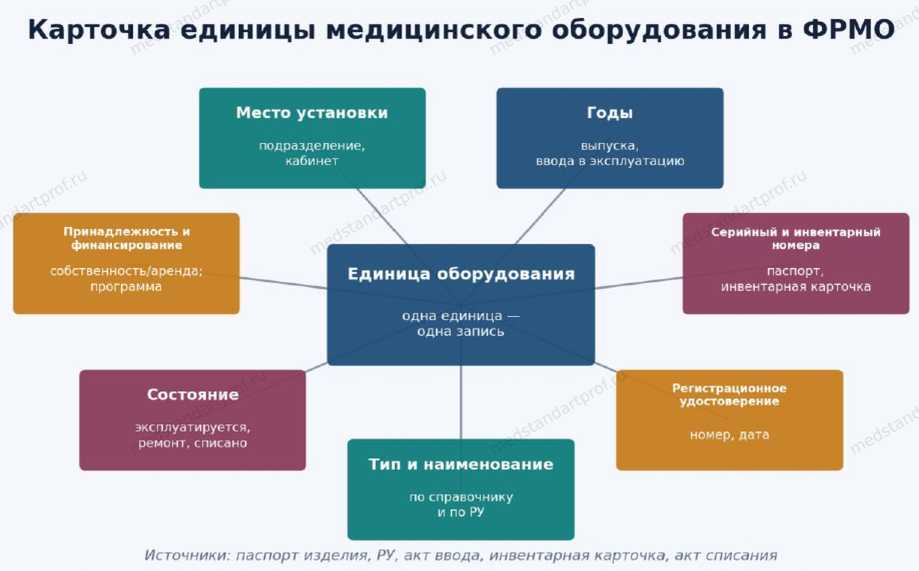 Карточка единицы медицинского оборудования в ФРМО
Место установки
подразделение,
кабинет
Годы
выпуска,
ввода в эксплуатацию
Принадлежность и
финансирование
собственность/аренда;
программа
Единица оборудования
одна единица —
одна запись
Серийный и инвентарный
номера
паспорт,
инвентарная карточка
Состояние
эксплуатируется,
ремонт, списано
Регистрационное
удостоверение
номер, дата
Тип и наименование
по справочнику
и по РУ
Источники: паспорт изделия, РУ, акт ввода, инвентарная карточка, акт списания
medstandartprof.ru